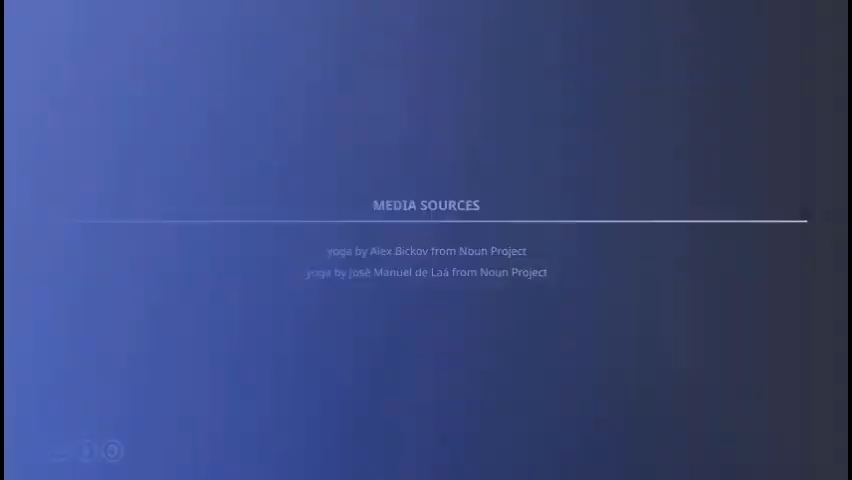 MEDIA SOURCES
yoga by Alex Bickov from Noun Project
yoga by José Manuel de Laá from Noun Project